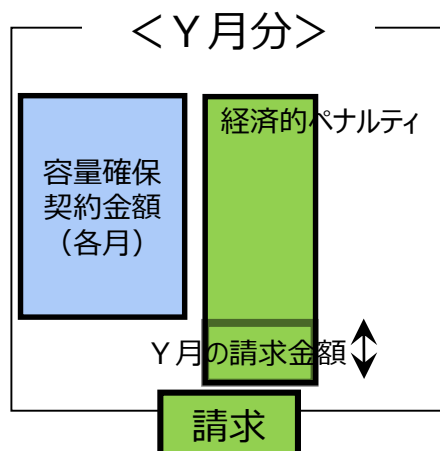 ＜Ｙ月分＞
経済的ペナルティ
容量確保
契約金額
（各月）
Ｙ月の請求金額
請求